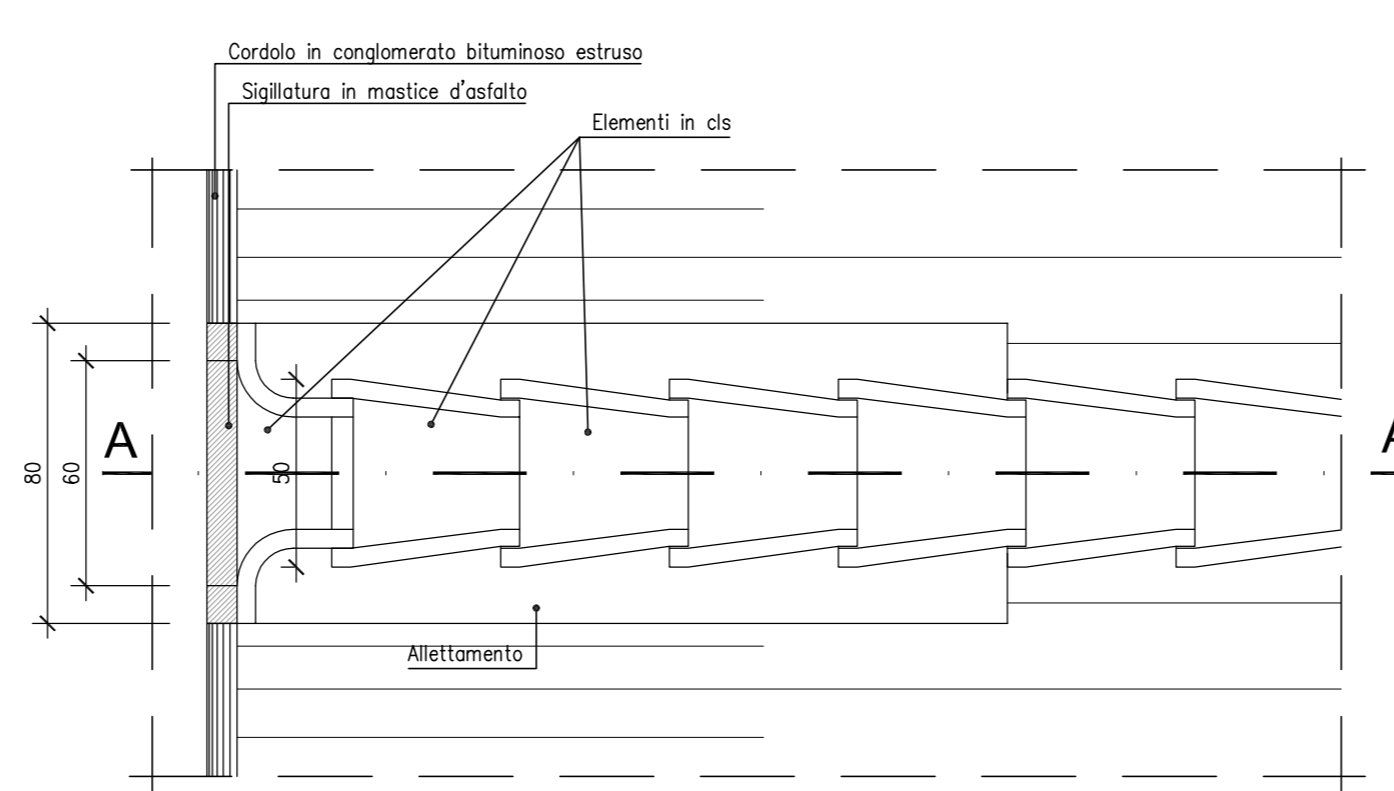 Cordolo in conglomerato bituminoso estruso
Sigillatura in mastice d'asfalto
Elementi in cls
A
A
80
60
50
Allettamento